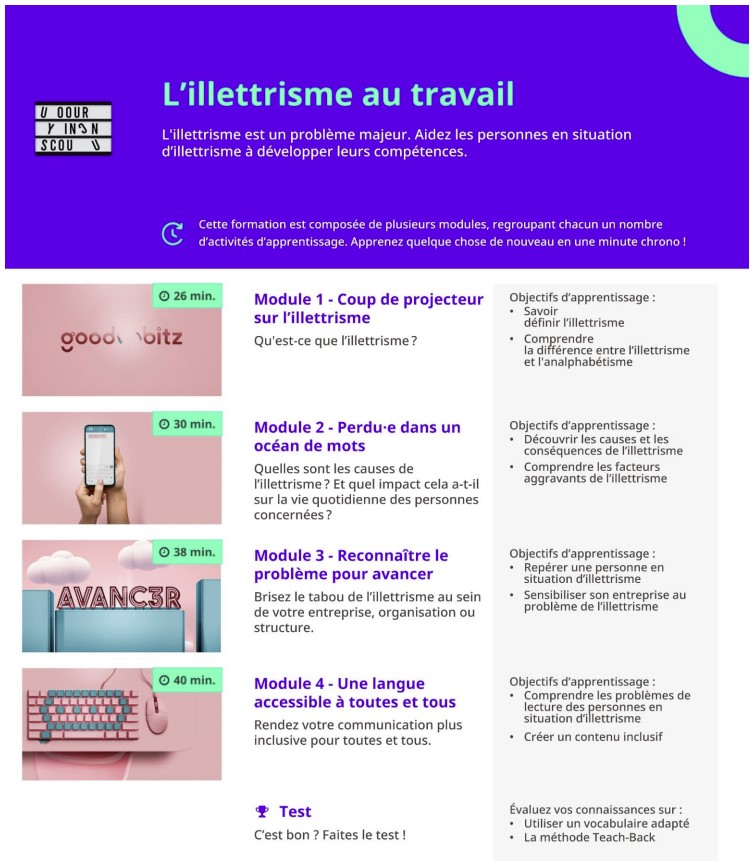 L'illettrisme au travail
L'illettrisme est un problème majeur. Aidez les personnes en situation
d'illettrisme à développer leurs compétences.
U OOUR
Y INSN
SCOU U
Cette formation est composée de plusieurs modules, regroupant chacun un nombre
d'activités d'apprentissage. Apprenez quelque chose de nouveau en une minute chrono !
26 min.
good bitz
Module 1 - Coup de projecteur
sur l'illettrisme
Qu'est-ce que l'illettrisme ?
Objectifs d'apprentissage :
• Savoir
définir l'illettrisme
• Comprendre
la différence entre l'illettrisme
et l'analphabétisme
30 min.
Module 2 - Perdu·e dans un
océan de mots
Quelles sont les causes de
l'illettrisme ? Et quel impact cela a-t-il
sur la vie quotidienne des personnes
concernées ?
Objectifs d'apprentissage :
• Découvrir les causes et les
conséquences de l'illettrisme
• Comprendre les facteurs
aggravants de l'illettrisme
38 min.
AVANC3R
Module 3 - Reconnaître le
problème pour avancer
Brisez le tabou de l'illettrisme au sein
de votre entreprise, organisation ou
structure.
Objectifs d'apprentissage :
• Repérer une personne en
situation d'illettrisme
• Sensibiliser son entreprise au
problème de l'illettrisme
40 min.
Module 4 - Une langue
accessible à toutes et tous
Rendez votre communication plus
inclusive pour toutes et tous.
Objectifs d'apprentissage :
• Comprendre les problèmes de
lecture des personnes en
situation d'illettrisme
• Créer un contenu inclusif
Test
C'est bon ? Faites le test !
Évaluez vos connaissances sur :
• Utiliser un vocabulaire adapté
• La méthode Teach-Back